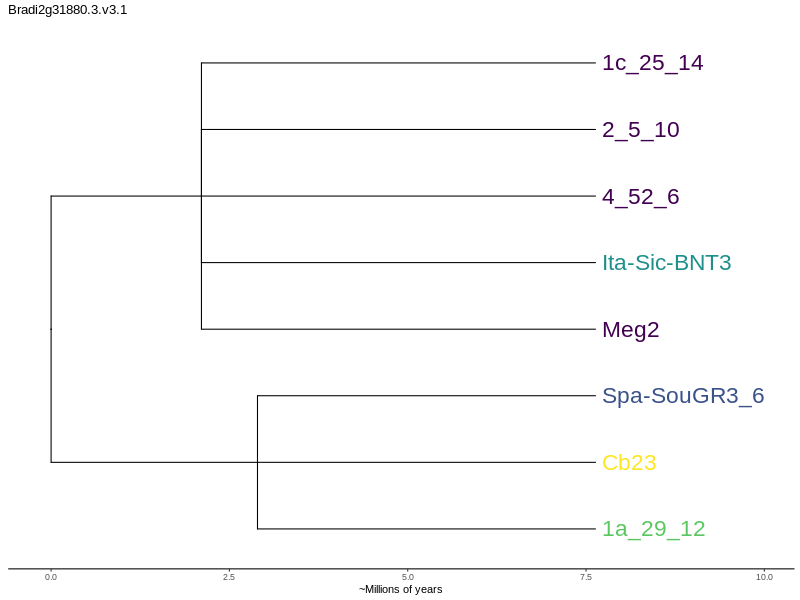 Bradi2g31880.3.v3.1
1c_25_14
2_5_10
4_52_6
Ita-Sic-BNT3
Meg2
Spa-SouGR3_6
Cb23
1a_29_12
0.0 2.5 5.0 7.5 10.0
~Millions of years